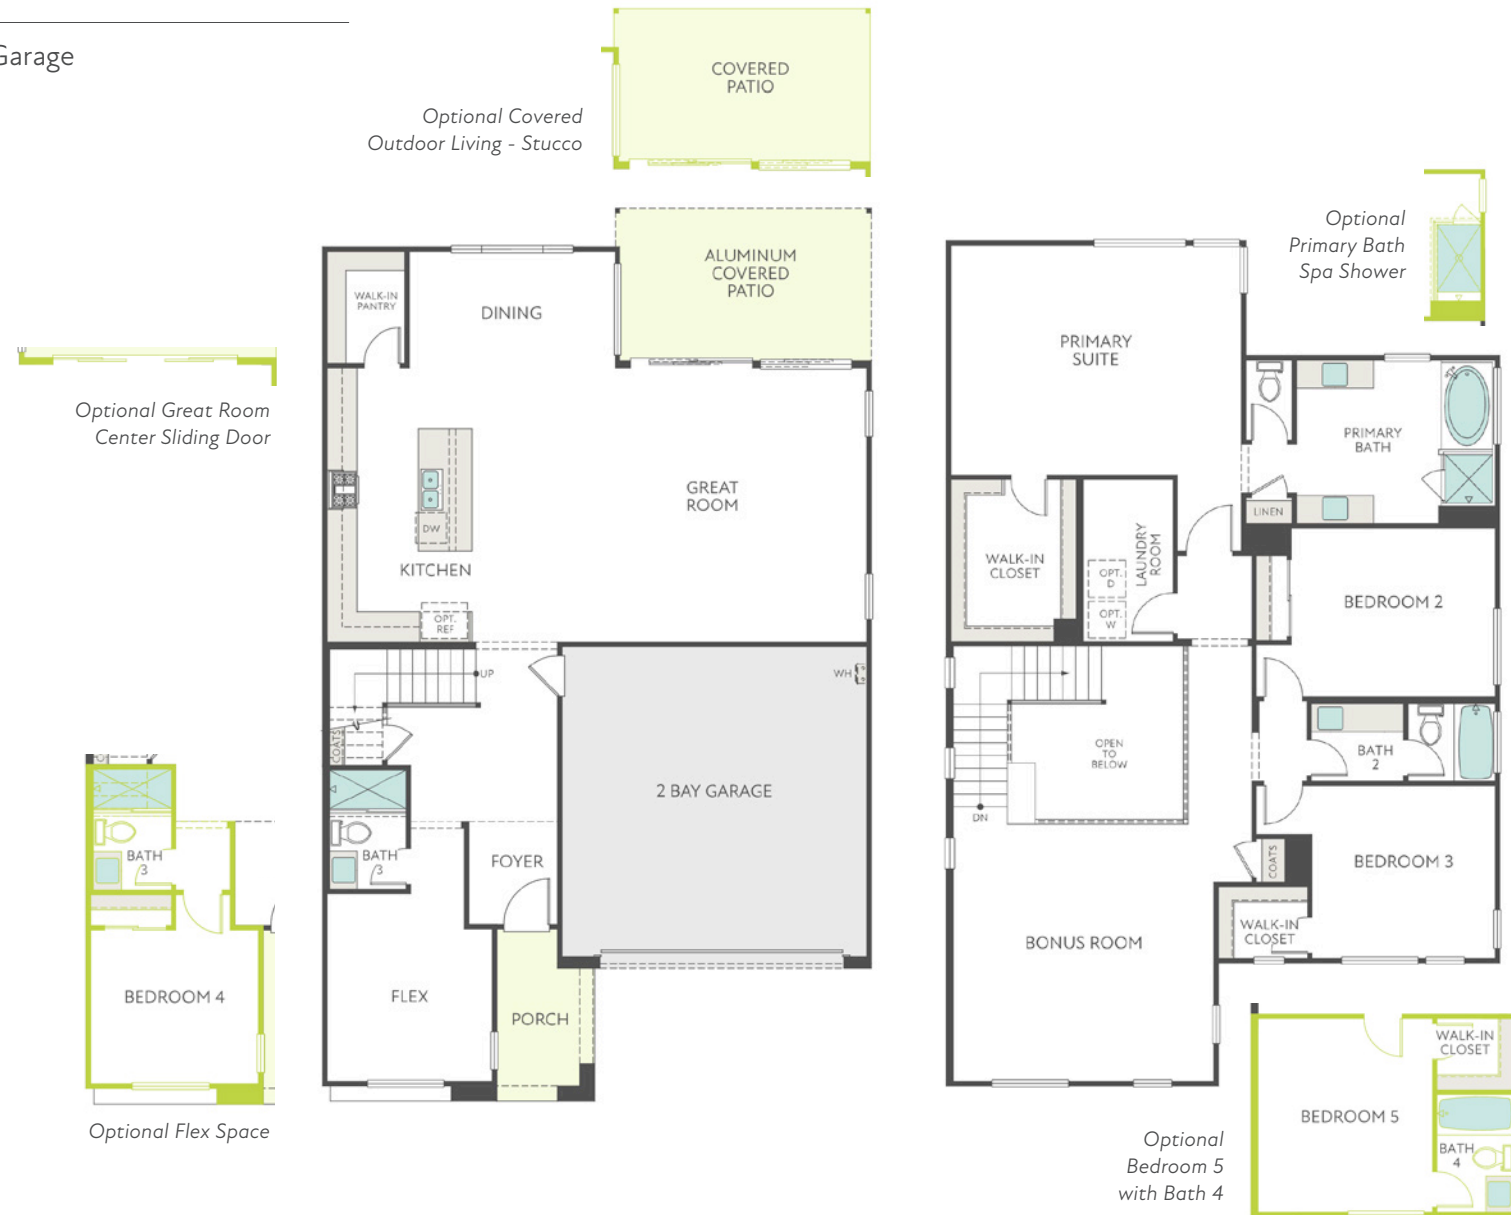 Garage
COVERED
PATIO
Optional Covered
Outdoor Living - Stucco
ALUMINUM
COVERED
PATIO
WALK-IN
PANTRY
DINING
Optional Great Room
Center Sliding Door
DW
KITCHEN
GREAT
ROOM
OPT.
REF
UP
WH
COATS
2 BAY GARAGE
BATH
3
FOYER
FLEX
PORCH
BATH
3
BEDROOM 4
Optional Flex Space
Optional
Primary Bath
Spa Shower
PRIMARY
SUITE
PRIMARY
BATH
LINEN
WALK-IN
CLOSET
LAUNDRY
ROOM
OPT.
D
OPT.
W
BEDROOM 2
OPEN
TO
BELOW
BATH
2
DN
COATS
BEDROOM 3
WALK-IN
CLOSET
BONUS ROOM
WALK-IN
CLOSET
BEDROOM 5
BATH
4
Optional
Bedroom 5
with Bath 4